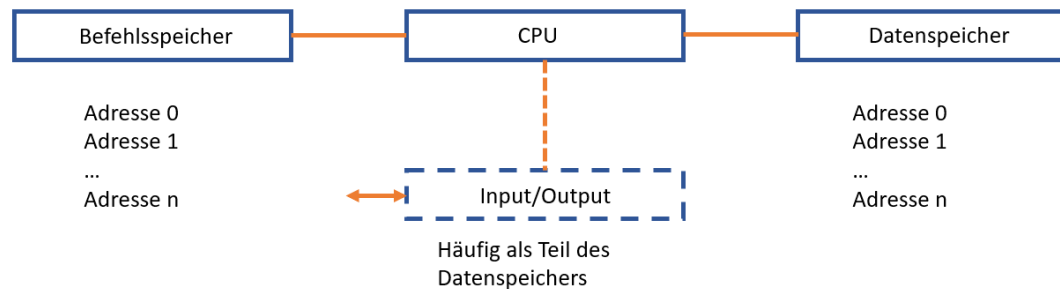 Befehlsspeicher
CPU
Datenspeicher
Adresse 0
Adresse 1
...
Adresse n
Adresse 0
Adresse 1
...
Adresse n
Input/Output
Häufig als Teil des
Datenspeichers